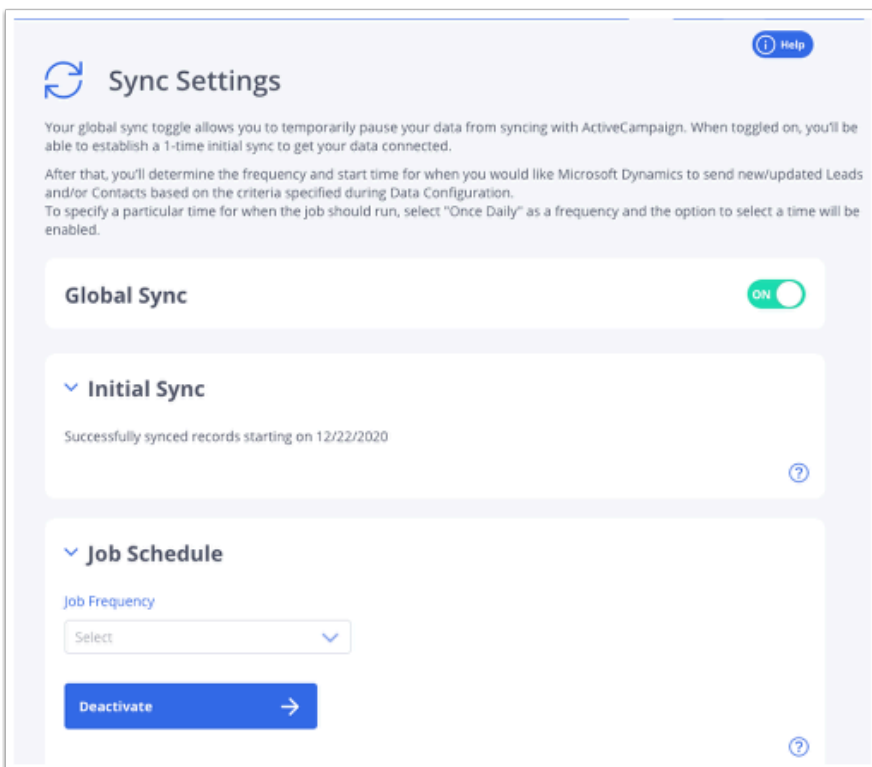 Help
Sync Settings
Your global sync toggle allows you to temporarily pause your data from syncing with ActiveCampaign. When toggled on, you'll be
able to establish a 1-time initial sync to get your data connected.
After that, you'll determine the frequency and start time for when you would like Microsoft Dynamics to send new/updated Leads
and/or Contacts based on the criteria specified during Data Configuration.
To specify a particular time for when the job should run, select "Once Daily" as a frequency and the option to select a time will be
enabled.
Global Sync
ON
Initial Sync
Successfully synced records starting on 12/22/2020
Job Schedule
Job Frequency
Select
Deactivate